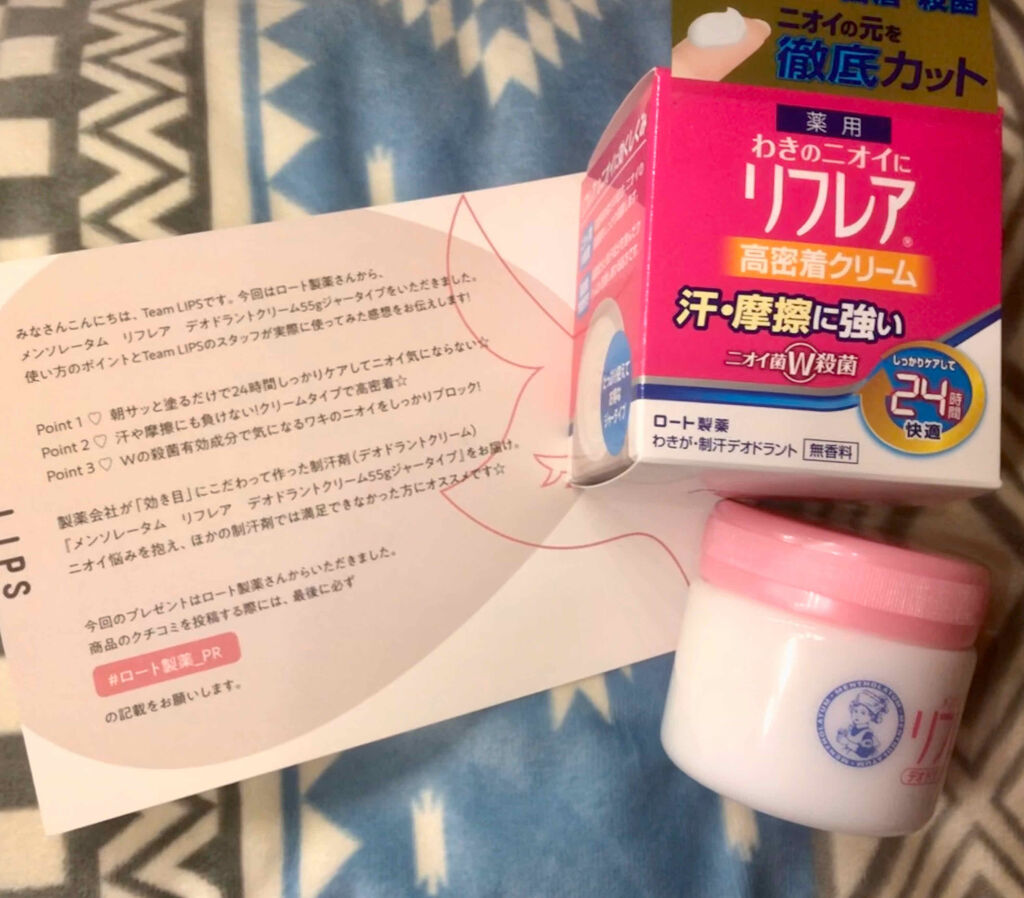 みなさんこんにちは、Team LIPSです。今回はロート製薬さんから、
メンソレータム　リフレア　デオドラントクリーム55gジャータイプをいただきました。
使い方のポイントとTeam LIPSのスタッフが実際に使ってみた感想をお伝えします!
Point 1 ♡ 朝サッと塗るだけで24時間しっかりケアしてニオイ気にならない☆
Point 2 ♡ 汗や摩擦にも負けない!クリームタイプで高密着☆
Point 3 ♡ Wの殺菌有効成分で気になるワキのニオイをしっかりブロック!
製薬会社が「効き目」にこだわって作った制汗剤(デオドラントクリーム)
『メンソレータム　リフレア　デオドラントクリーム55gジャータイプ』をお届け。
ニオイ悩みを抱え、ほかの制汗剤では満足できなかった方にオススメです☆
今回のプレゼントはロート製薬さんからいただきました。
商品のクチコミを投稿する際には、最後に必ず
#ロート製薬_PR
の記載をお願いします。
LIPS
殺菌
ニオイの元を
徹底カット
薬用
わきのニオイに
リフレア®
高密着クリーム
汗・摩擦に強い
ニオイ菌W殺菌
しっかりケアして
24時間
快適
ロート製薬
わきが・制汗デオドラント 無香料
ジャータイプ
MENTHOLATUM
リフ
デオド